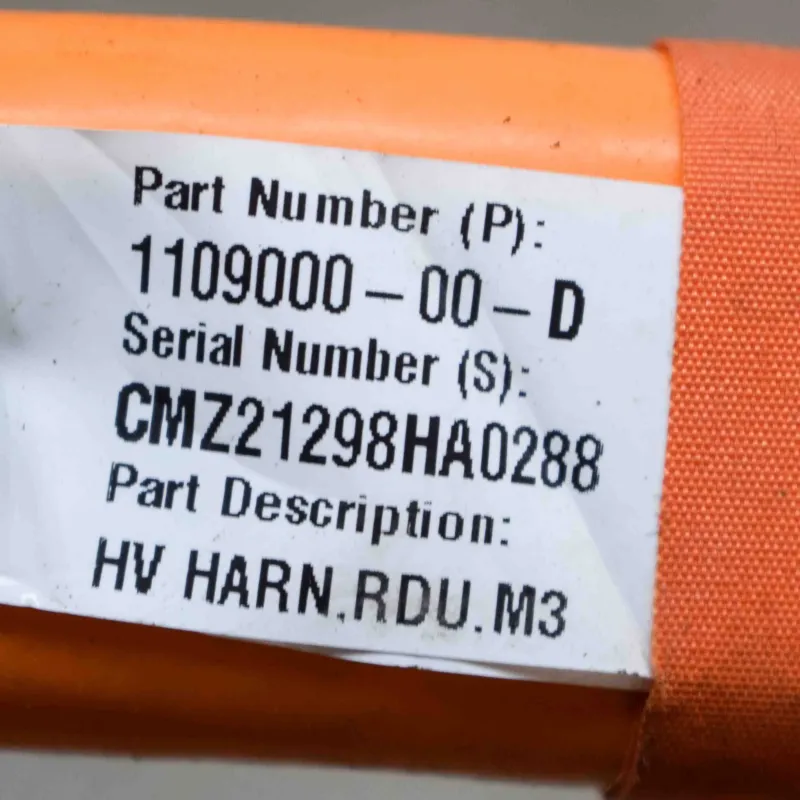 Part Number (P):
1109000-00-D
Serial Number (S):
CMZ21298HA0288
Part Description:
HV HARN.RDU.M3